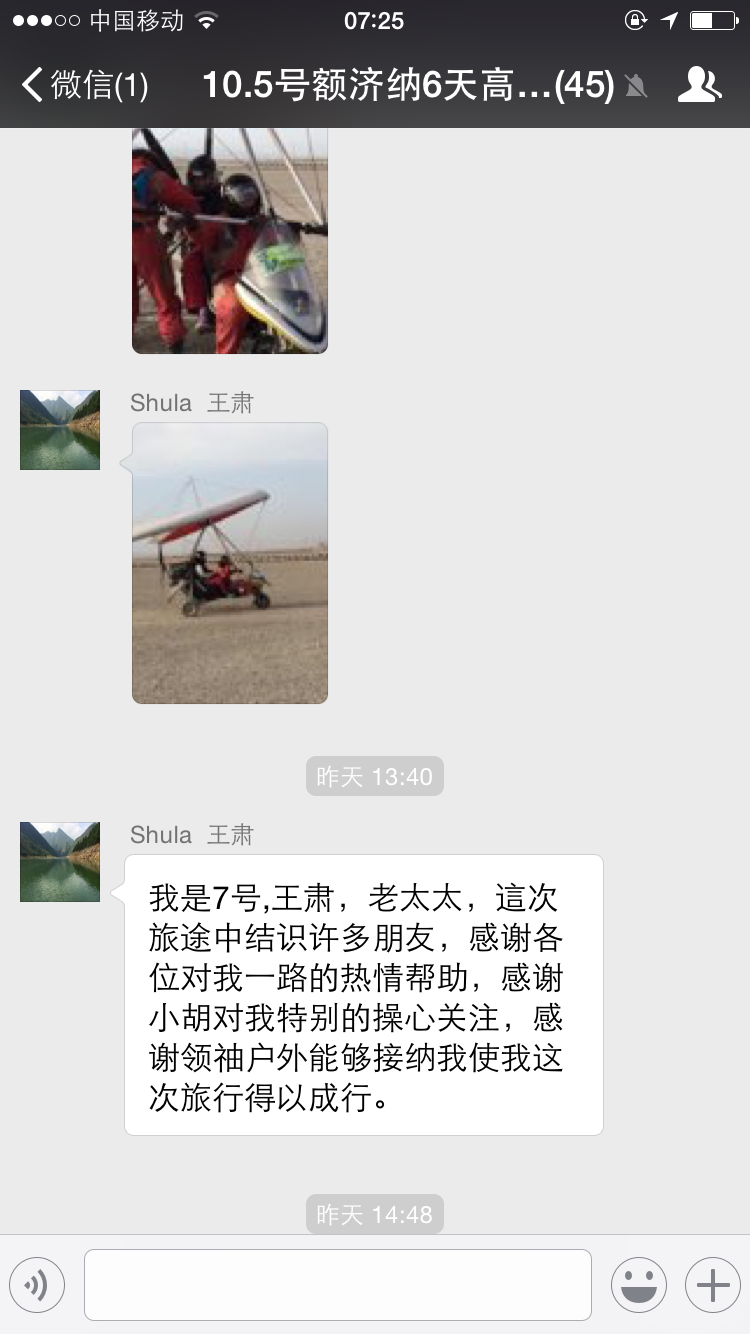 中国移动 07:25
微信(1) 10.5号额济纳6天高...(45)
Shula 王肃
昨天 13:40
Shula 王肃
我是7号,王肃，老太太，這次
旅途中结识许多朋友，感谢各
位对我一路的热情帮助，感谢
小胡对我特别的操心关注，感
谢领袖户外能够接纳我使我这
次旅行得以成行。
昨天 14:48